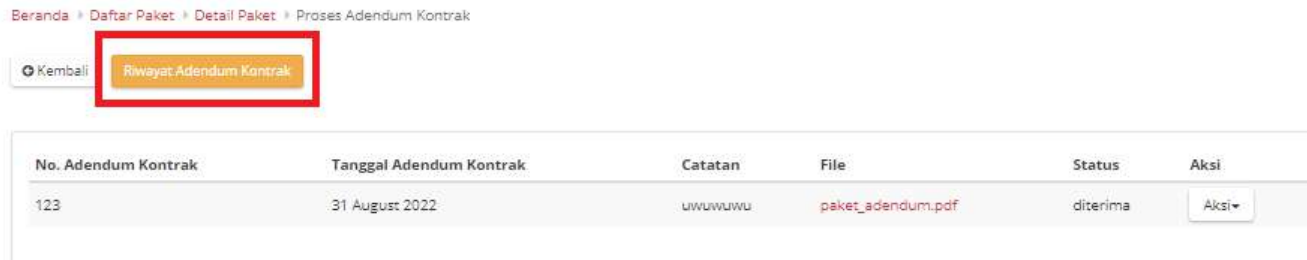 Beranda Daftar Paket Detail Paket Proses Adendum Kontrak
Kembali Riwayat Adendum Kontrak
No. Adendum Kontrak Tanggal Adendum Kontrak Catatan File Status Aksi
123 31 August 2022 uwuwuwu paket_adendum.pdf diterima Aksi